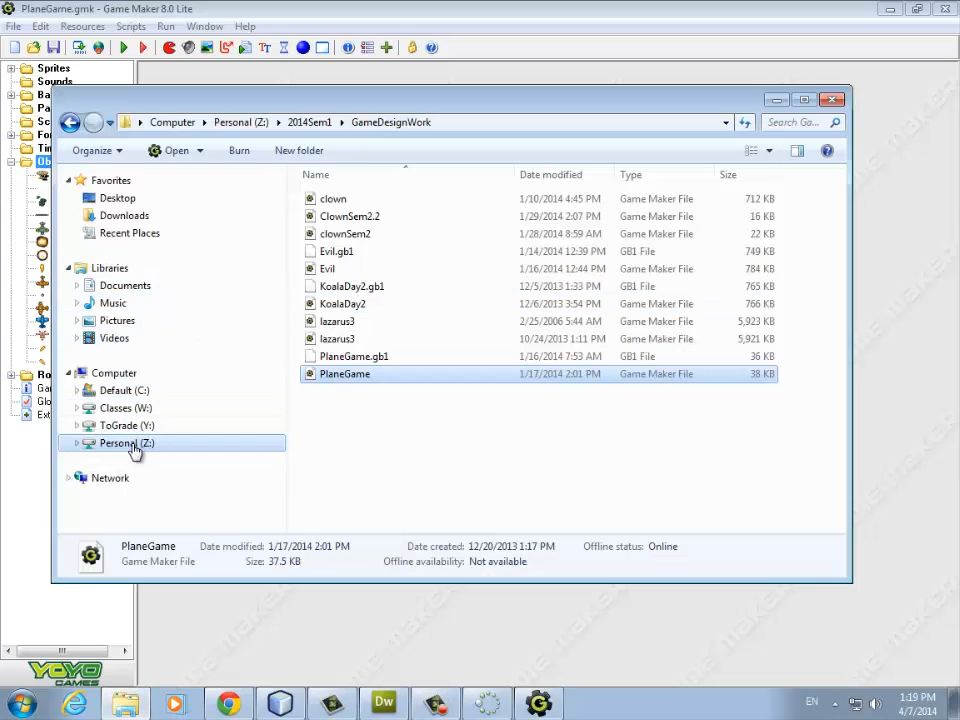 PlaneGame.gmk - Game Maker 8.0 Lite
File Edit Resources Scripts Run Window Help
Sprites
Sounds
Computer Personal (Z:) 2014Sem1 GameDesignWork
Search Ga...
Organize Open Burn New folder
Favorites
Desktop
Downloads
Recent Places
Libraries
Documents
Music
Pictures
Videos
Computer
Default (C:)
Classes (W:)
ToGrade (Y:)
Personal (Z:)
Network
Name Date modified Type Size
clown 1/10/2014 4:45 PM Game Maker File 712 KB
ClownSem2.2 1/29/2014 2:07 PM Game Maker File 16 KB
clownSem2 1/28/2014 8:59 AM Game Maker File 22 KB
Evil.gb1 1/14/2014 12:39 PM GB1 File 749 KB
Evil 1/16/2014 12:44 PM Game Maker File 784 KB
KoalaDay2.gb1 12/5/2013 1:33 PM GB1 File 765 KB
KoalaDay2 12/6/2013 3:54 PM Game Maker File 766 KB
lazarus3 2/25/2006 5:44 AM Game Maker File 5,923 KB
lazarus3 10/24/2013 1:11 PM Game Maker File 5,921 KB
PlaneGame.gb1 1/16/2014 7:53 AM GB1 File 36 KB
PlaneGame 1/17/2014 2:01 PM Game Maker File 38 KB
PlaneGame Date modified: 1/17/2014 2:01 PM Date created: 12/20/2013 1:17 PM Offline status: Online
Game Maker File Size: 37.5 KB Offline availability: Not available
YOYO
GAMES
Dw
EN
1:19 PM
4/7/2014